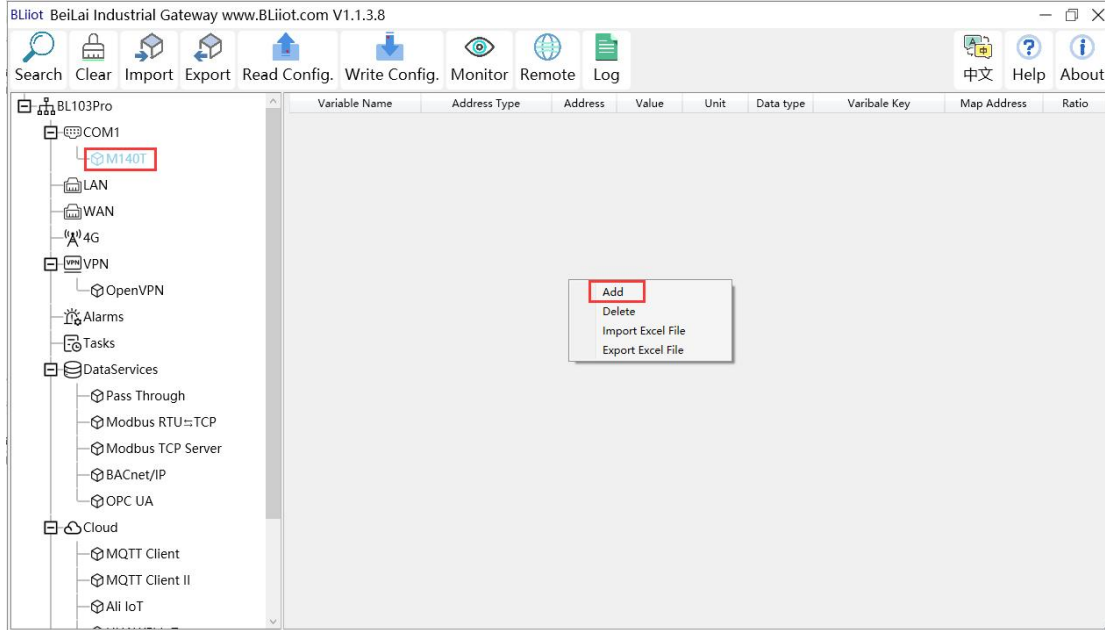 BLiiot BeiLai Industrial Gateway www.BLiiot.com V1.1.3.8
Search Clear Import Export Read Config. Write Config. Monitor Remote Log 中文 Help About
BL103Pro
COM1
M140T
LAN
WAN
4G
VPN
OpenVPN
Alarms
Tasks
DataServices
Pass Through
Modbus RTU⇆TCP
Modbus TCP Server
BACnet/IP
OPC UA
Cloud
MQTT Client
MQTT Client II
Ali IoT
Variable Name Address Type Address Value Unit Data type Varibale Key Map Address Ratio
Add
Delete
Import Excel File
Export Excel File